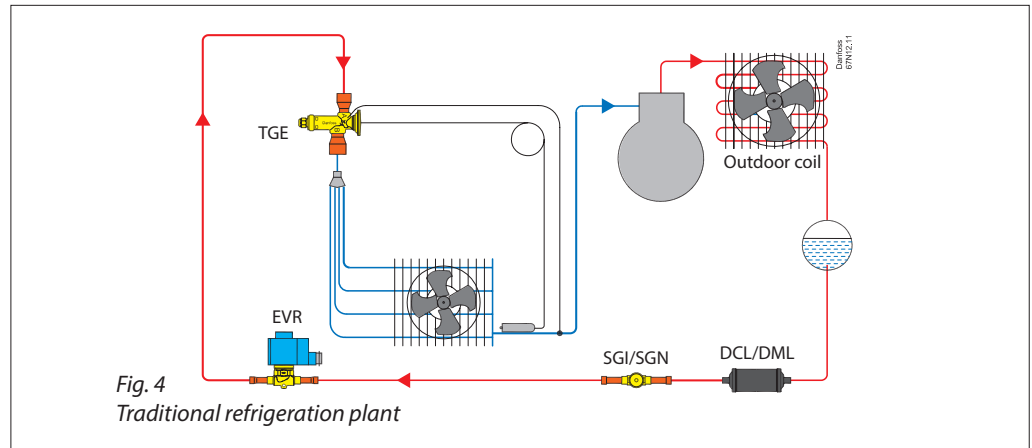 Danfoss
67N12.11
TGE
Outdoor coil
EVR
SGI/SGN
DCL/DML
Fig. 4
Traditional refrigeration plant